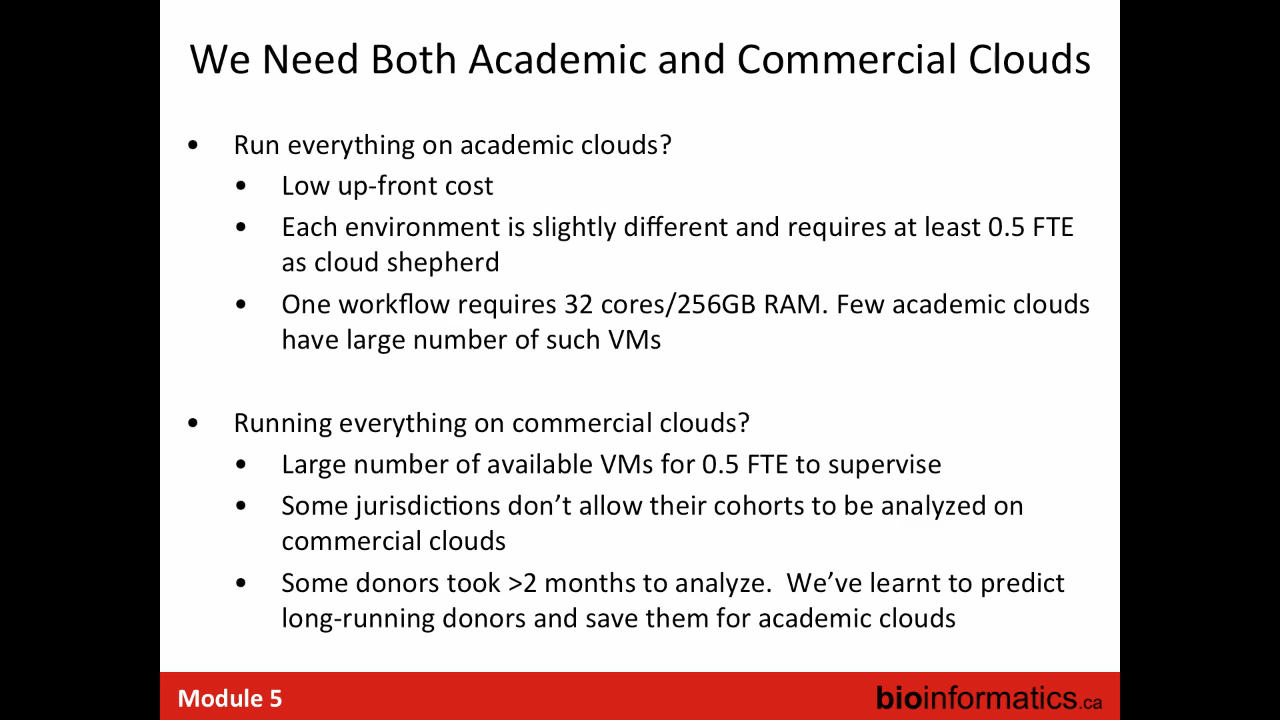 We Need Both Academic and Commercial Clouds
• Run everything on academic clouds?
• Low up-front cost
• Each environment is slightly different and requires at least 0.5 FTE
as cloud shepherd
• One workflow requires 32 cores/256GB RAM. Few academic clouds
have large number of such VMs
• Running everything on commercial clouds?
• Large number of available VMs for 0.5 FTE to supervise
• Some jurisdictions don’t allow their cohorts to be analyzed on
commercial clouds
• Some donors took >2 months to analyze.  We’ve learnt to predict
long-running donors and save them for academic clouds
Module 5
bioinformatics.ca